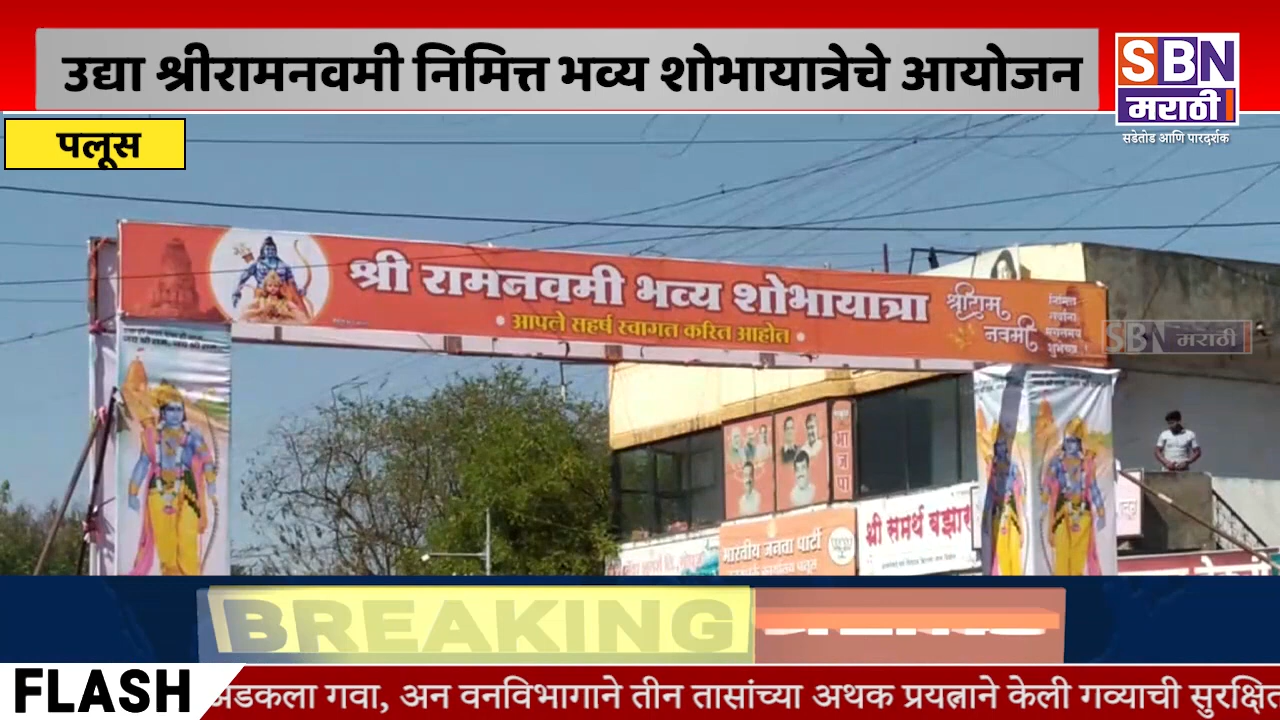 उद्या श्रीरामनवमी निमित्त भव्य शोभायात्रेचे आयोजन
SBN
मराठी
सडेतोड आणि पारदर्शक
पलूस
श्री रामनवमी भव्य शोभायात्रा
• आपले सहर्ष स्वागत करित आहोत •
श्रीराम
नवमी
SBN मराठी
भाजपा
श्री समर्थ बझार
भारतीय जनता पार्टी
BREAKING
FLASH
अडकला गवा, अन वनविभागाने तीन तासांच्या अथक प्रयत्नाने केली गव्याची सुरक्षित